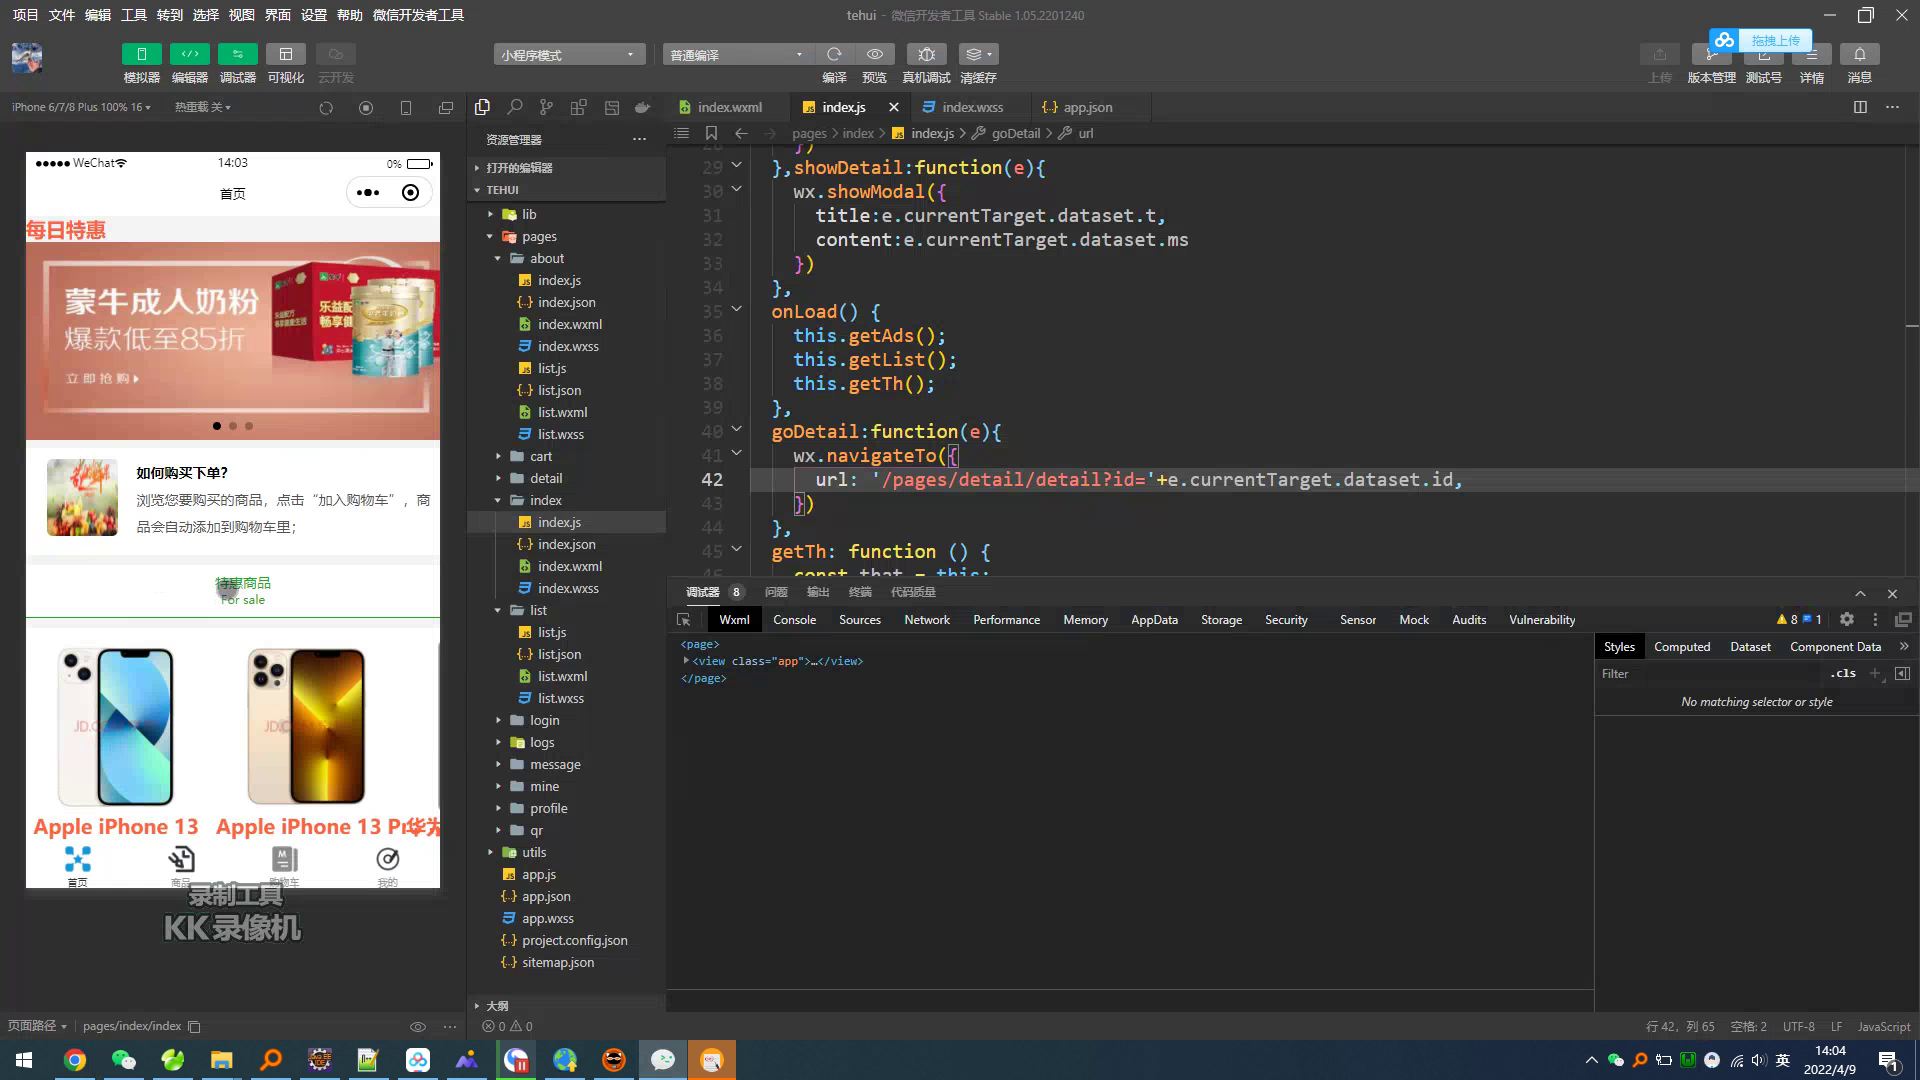 项目 文件 编辑 工具 转到 选择 视图 界面 设置 帮助 微信开发者工具
tehui - 微信开发者工具 Stable 1.05.2201240
模拟器 编辑器 调试器 可视化 云开发
小程序模式 普通编译
编译 预览 真机调试 清缓存
拖拽上传
上传 版本管理 测试号 详情 消息
iPhone 6/7/8 Plus 100% 16 热重载 关
WeChat 14:03 0%
首页
每日特惠
蒙牛成人奶粉
爆款低至85折
立即抢购
如何购买下单?
浏览您要购买的商品，点击“加入购物车”，商
品会自动添加到购物车里;
特惠商品
For sale
Apple iPhone 13 Apple iPhone 13 Pr华为
首页 商品 购物车 我的
录制工具
KK 录像机
页面路径 pages/index/index
资源管理器
打开的编辑器
TEHUI
lib
pages
about
index.js
index.json
index.wxml
index.wxss
list.js
list.json
list.wxml
list.wxss
cart
detail
index
index.js
index.json
index.wxml
index.wxss
list
list.js
list.json
list.wxml
list.wxss
login
logs
message
mine
profile
qr
utils
app.js
app.json
app.wxss
project.config.json
sitemap.json
大纲
0 0
index.wxml index.js index.wxss app.json
pages > index > index.js > goDetail > url
28 })
29 },showDetail:function(e){
30 wx.showModal({
31 title:e.currentTarget.dataset.t,
32 content:e.currentTarget.dataset.ms
33 })
34 },
35 onLoad() {
36 this.getAds();
37 this.getList();
38 this.getTh();
39 },
40 goDetail:function(e){
41 wx.navigateTo({
42 url: '/pages/detail/detail?id='+e.currentTarget.dataset.id,
43 })
44 },
45 getTh: function () {
46 const that = this;
调试器 8 问题 输出 终端 代码质量
Wxml Console Sources Network Performance Memory AppData Storage Security Sensor Mock Audits Vulnerability 8 1
<page>
<view class="app">…</view>
</page>
Styles Computed Dataset Component Data
Filter .cls
No matching selector or style
行 42，列 65 空格: 2 UTF-8 LF JavaScript
英 14:04
2022/4/9
1